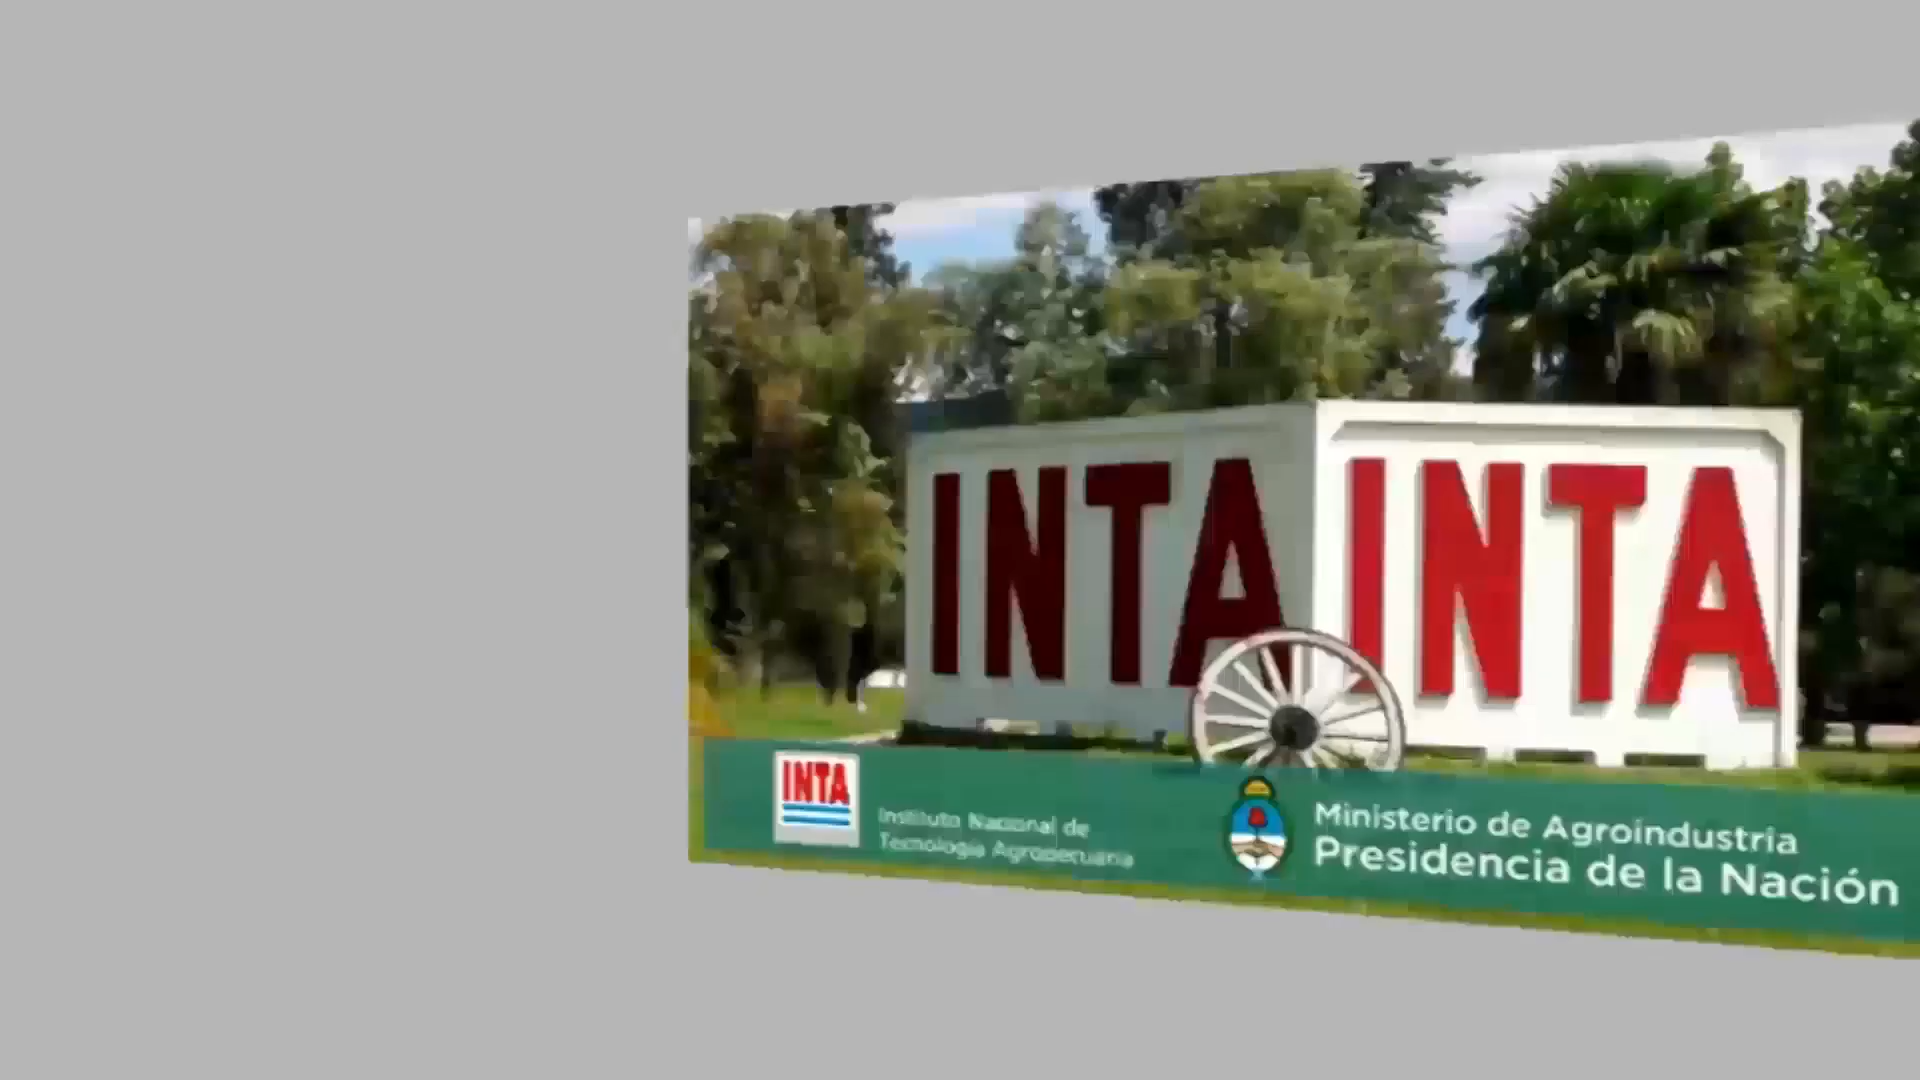 INTA INTA
INTA
Instituto Nacional de
Tecnología Agropecuaria
Ministerio de Agroindustria
Presidencia de la Nación